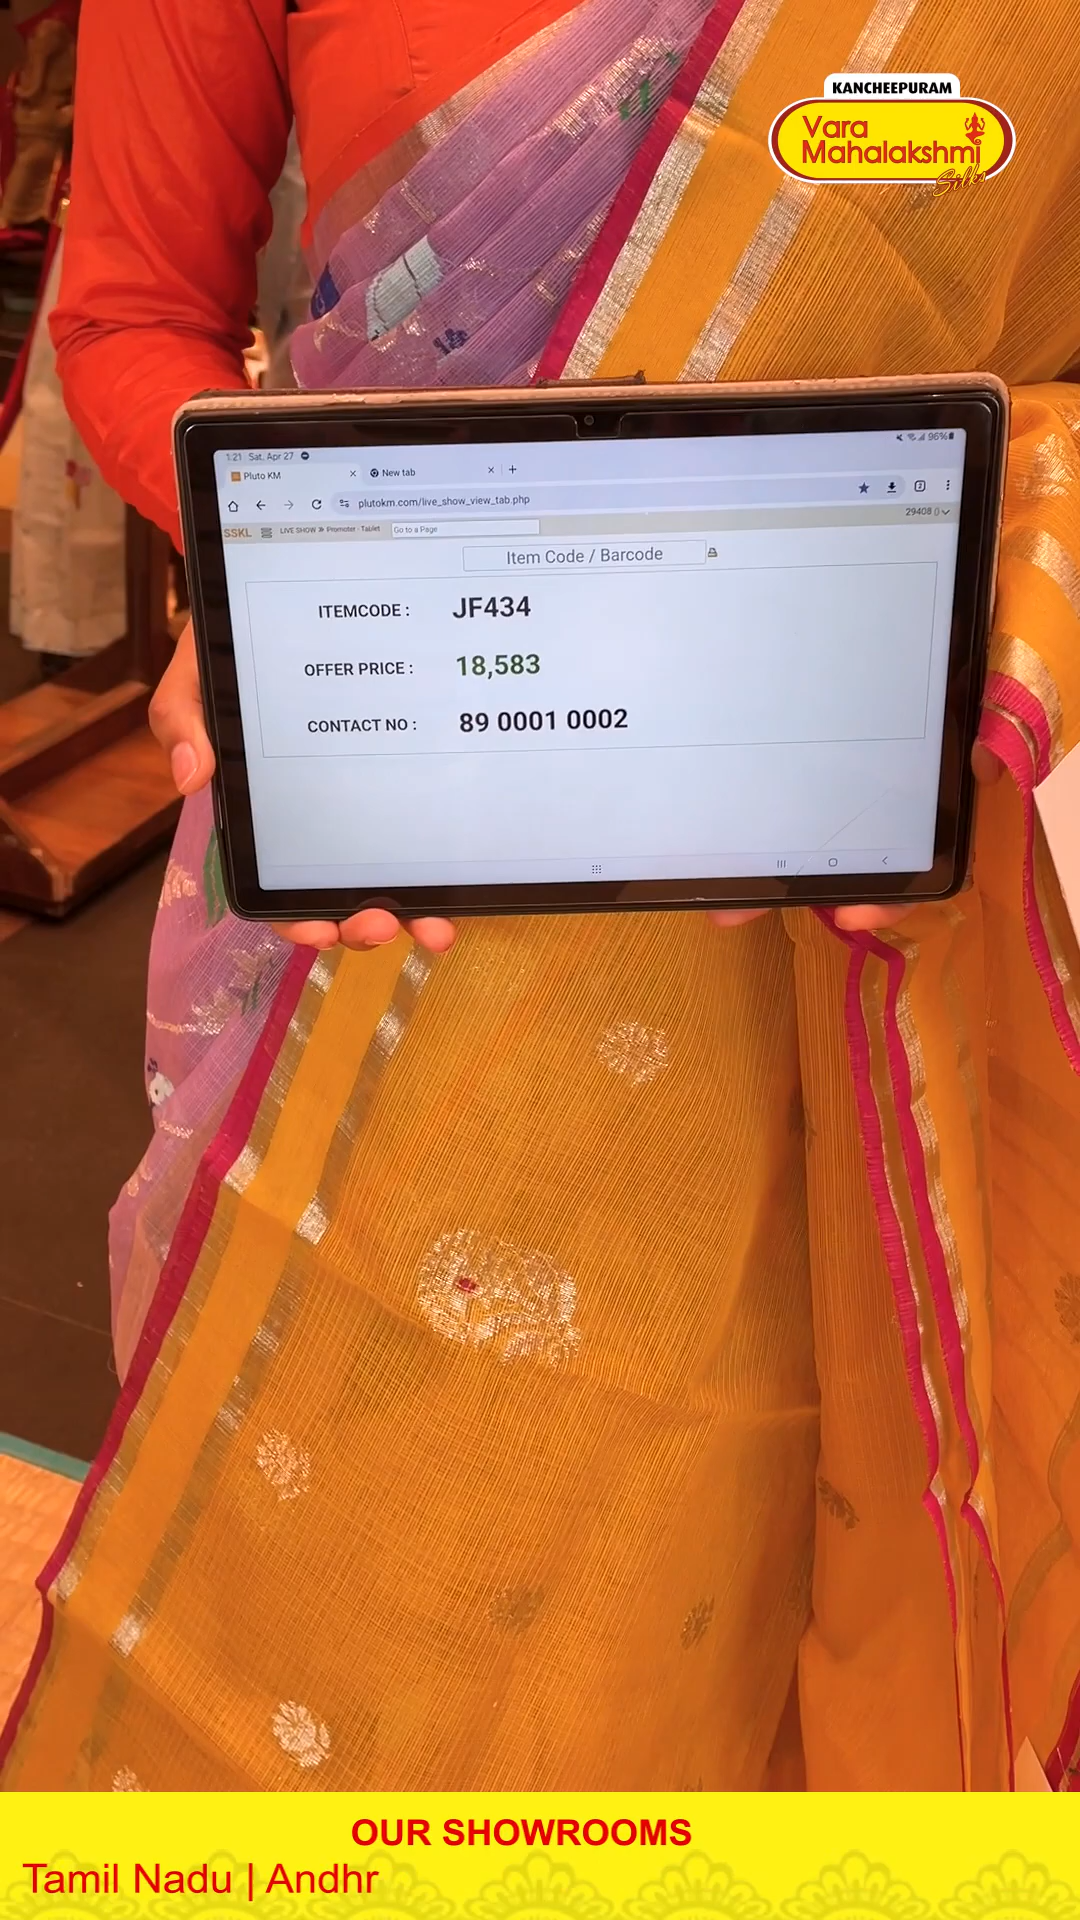 KANCHEEPURAM
Vara
Mahalakshmi
Silks
1:21 Sat, Apr 27
96%
Pluto KM
New tab
plutokm.com/live_show_view_tab.php
29408
SSKL
LIVE SHOW » Promoter - Tablet
Go to a Page
Item Code / Barcode
ITEMCODE : JF434
OFFER PRICE : 18,583
CONTACT NO : 89 0001 0002
OUR SHOWROOMS
Tamil Nadu | Andhr